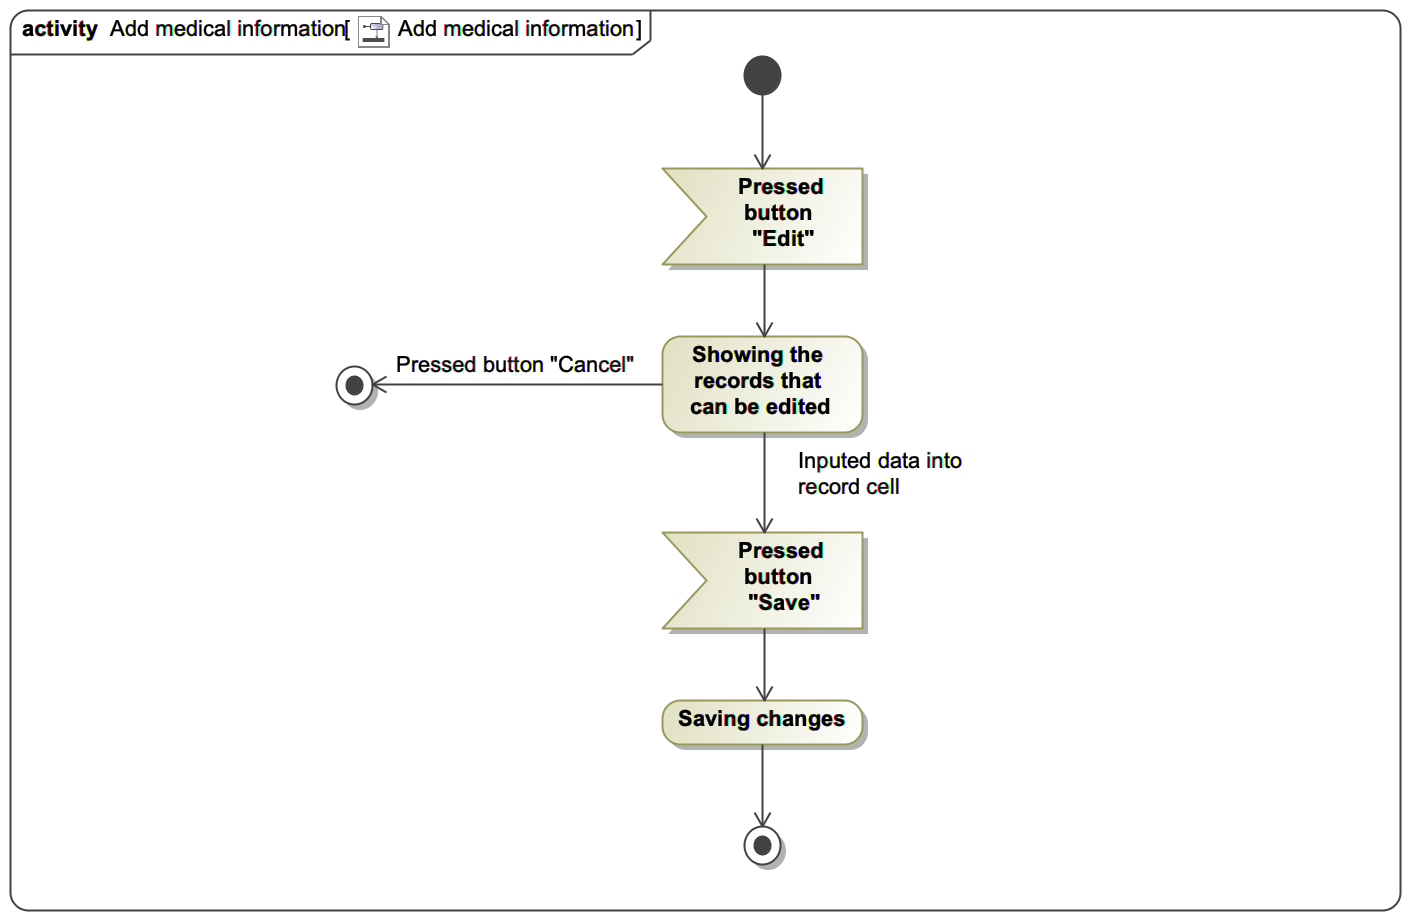 activity Add medical information[ Add medical information]
Pressed
button
"Edit"
Pressed button "Cancel"
Showing the
records that
can be edited
Inputed data into
record cell
Pressed
button
"Save"
Saving changes